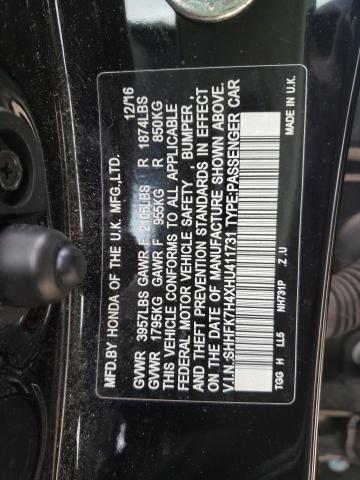 MFD.BY HONDA OF THE U.K. MFG.,LTD. 12/16
GVWR 3957LBS GAWR F 2105LBS R 1874LBS
GVWR 1795KG GAWR F 955KG R 850KG
THIS VEHICLE CONFORMS TO ALL APPLICABLE
FEDERAL MOTOR VEHICLE SAFETY , BUMPER ,
AND THEFT PREVENTION STANDARDS IN EFFECT
ON THE DATE OF MANUFACTURE SHOWN ABOVE.
V.I.N.:SHHFK7H4XHU411731 TYPE:PASSENGER CAR
TGG H LL5 NH731P .Z .U MADE IN U.K.